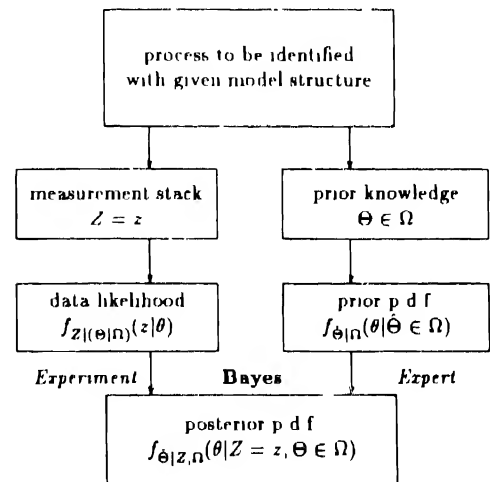 process to be identified
with given model structure
measurement stack
Z = z
prior knowledge
Θ ∈ Ω
data likelihood
f_{Z|(Θ|Ω)}(z|θ)
prior p d f
f_{Θ̂|Ω}(θ|Θ̂ ∈ Ω)
Experiment Bayes Expert
posterior p d f
f_{Θ̂|Z,Ω}(θ|Z = z, Θ ∈ Ω)